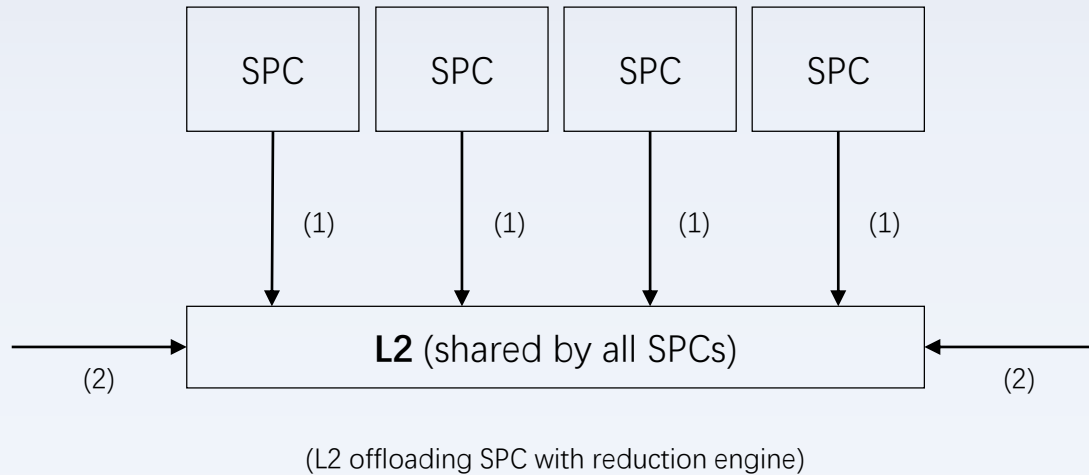 SPC SPC SPC SPC
(1) (1) (1) (1)
L2 (shared by all SPCs)
(2) (2)
(L2 offloading SPC with reduction engine)